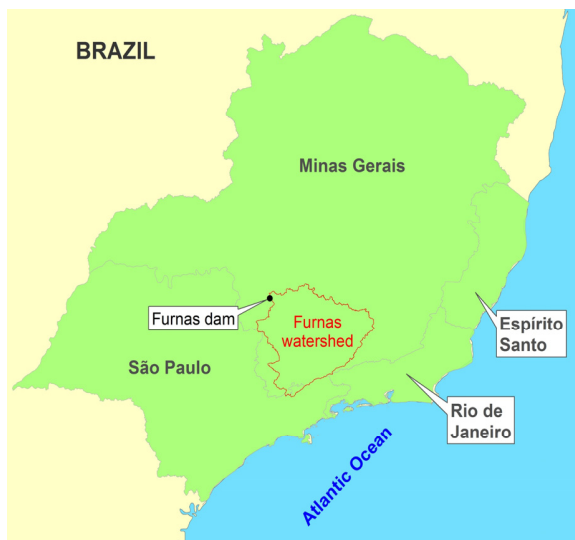 BRAZIL
Minas Gerais
Furnas dam
Furnas
watershed
Espírito
Santo
São Paulo
Rio de
Janeiro
Atlantic Ocean